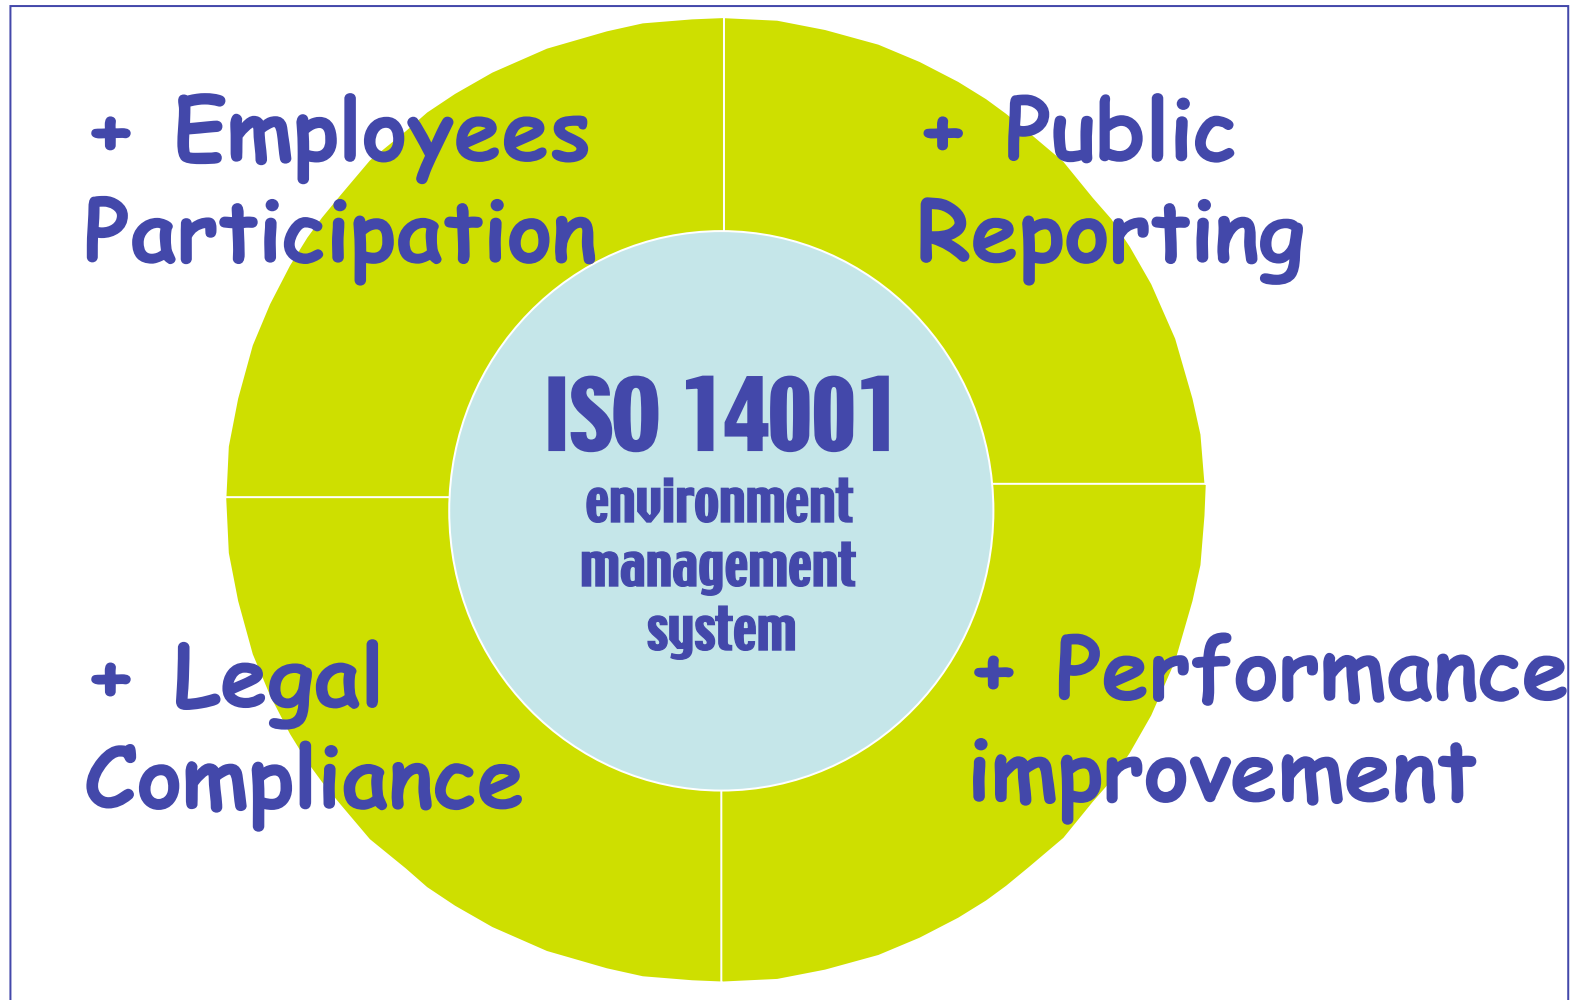 + Employees
Participation
+ Public
Reporting
ISO 14001
environment
management
system
+ Legal
Compliance
+ Performance
improvement